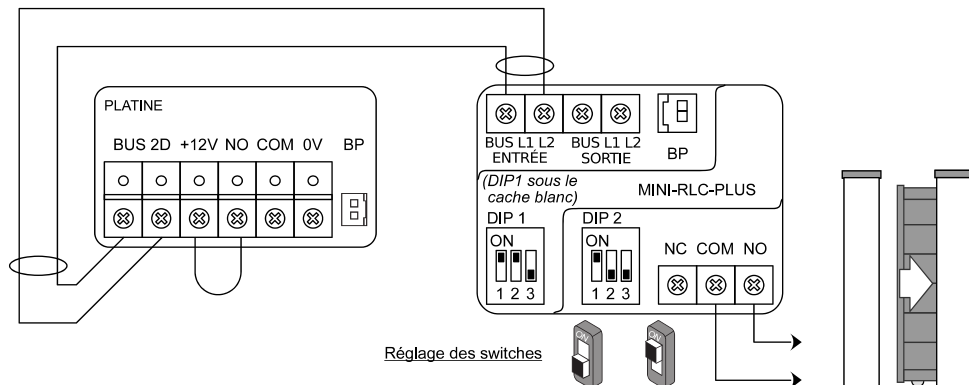 PLATINE
BUS 2D +12V NO COM 0V BP
BUS L1 L2 BUS L1 L2
ENTRÉE SORTIE BP
(DIP1 sous le
cache blanc)
MINI-RLC-PLUS
DIP 1 DIP 2
ON ON
1 2 3 1 2 3
NC COM NO
Réglage des switches
ON ON